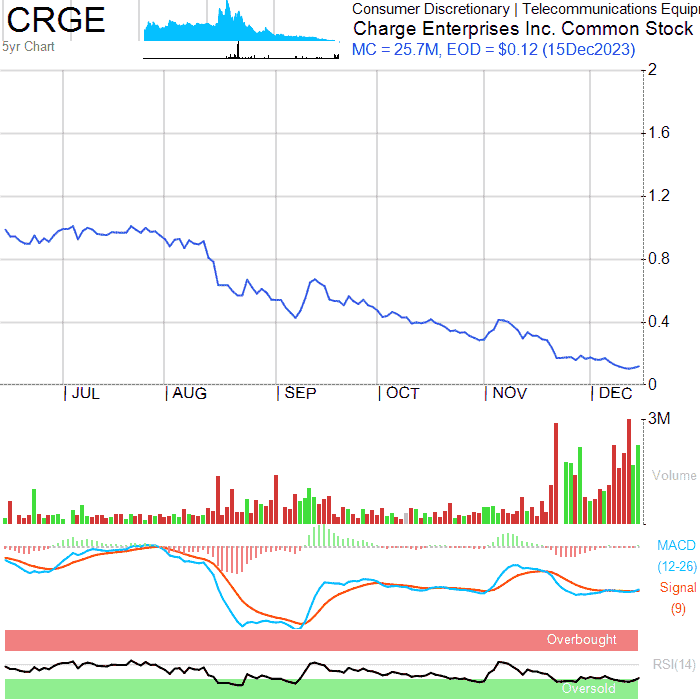 CRGE
5yr Chart
Consumer Discretionary | Telecommunications Equip
Charge Enterprises Inc. Common Stock
MC = 25.7M, EOD = $0.12 (15Dec2023)
2
1.6
1.2
0.8
0.4
0
| JUL | AUG | SEP | OCT | NOV | DEC
3M
Volume
MACD
(12-26)
Signal
(9)
Overbought
RSI(14)
Oversold